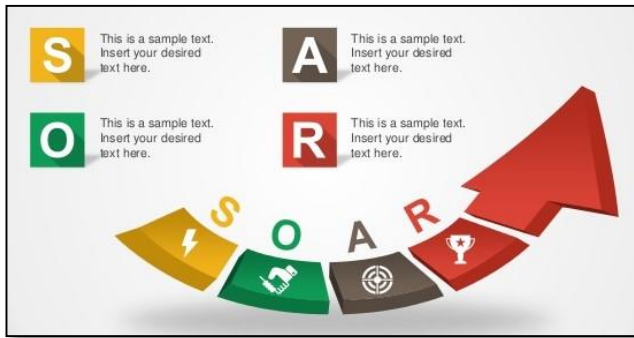 S
This is a sample text.
Insert your desired
text here.
A
This is a sample text.
Insert your desired
text here.
O
This is a sample text.
Insert your desired
text here.
R
This is a sample text.
Insert your desired
text here.
S O A R